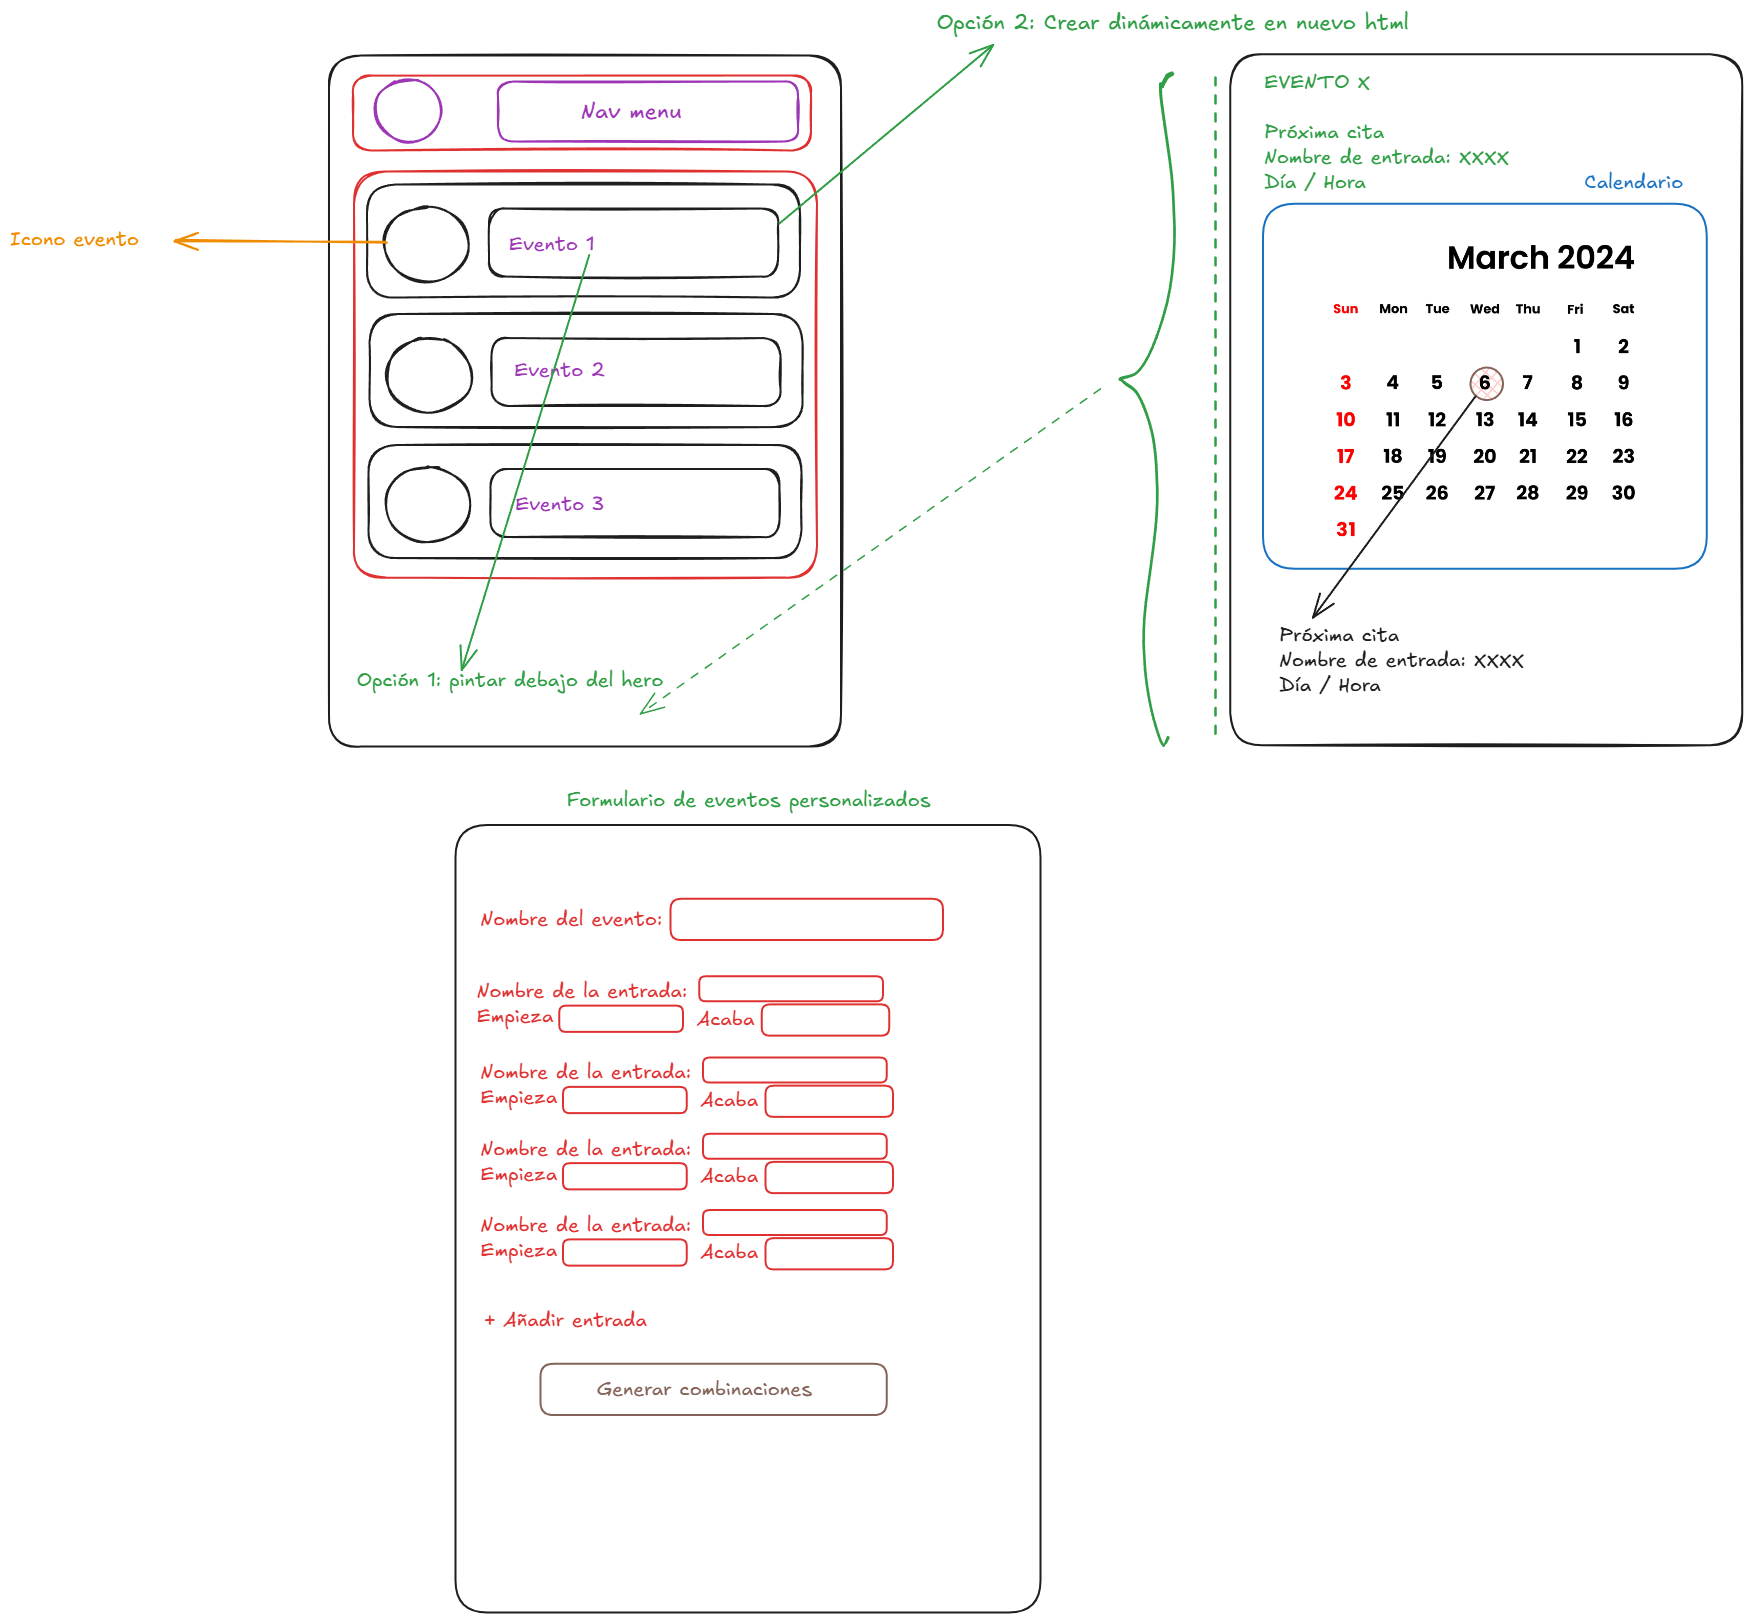 Opción 2: Crear dinámicamente en nuevo html
Nav menu
Icono evento
Evento 1
Evento 2
Evento 3
Opción 1: pintar debajo del hero
EVENTO X
Próxima cita
Nombre de entrada: XXXX
Día / Hora
Calendario
March 2024
Sun Mon Tue Wed Thu Fri Sat
1 2
3 4 5 6 7 8 9
10 11 12 13 14 15 16
17 18 19 20 21 22 23
24 25 26 27 28 29 30
31
Próxima cita
Nombre de entrada: XXXX
Día / Hora
Formulario de eventos personalizados
Nombre del evento:
Nombre de la entrada:
Empieza Acaba
Nombre de la entrada:
Empieza Acaba
Nombre de la entrada:
Empieza Acaba
Nombre de la entrada:
Empieza Acaba
+ Añadir entrada
Generar combinaciones